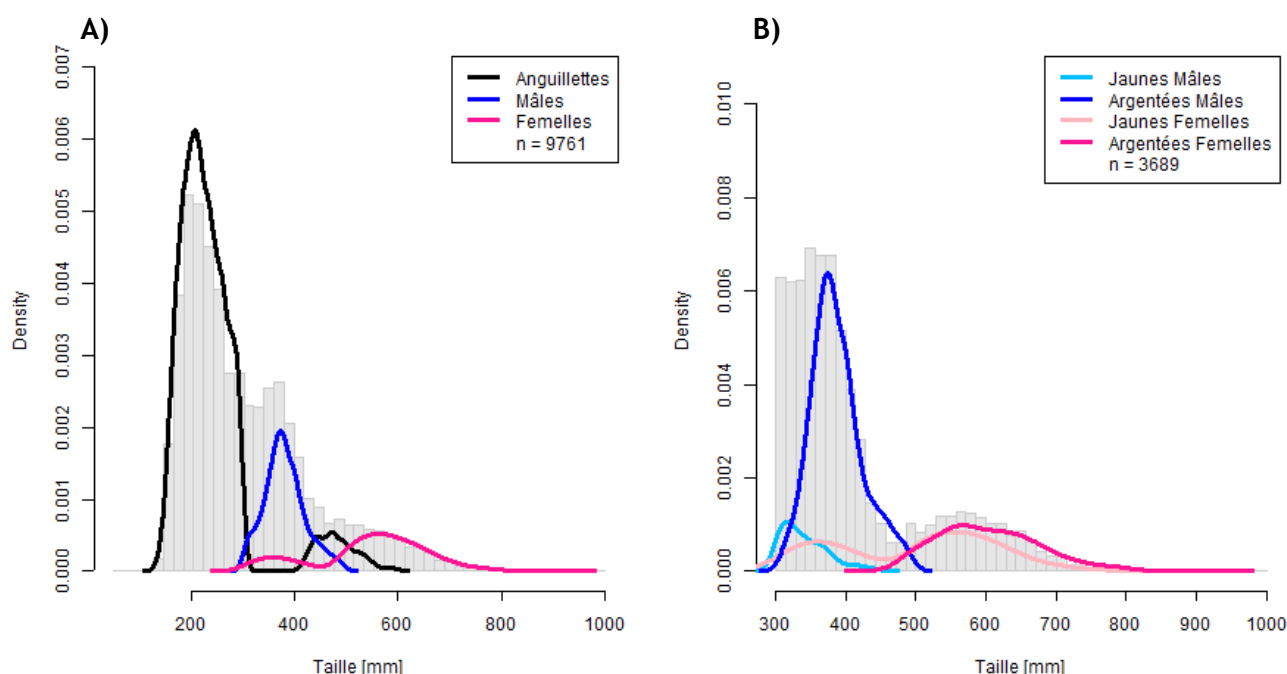 A)
0.007
0.006
0.005
0.004
0.003
0.002
0.001
0.000
Density
Anguillettes
Mâles
Femelles
n = 9761
200
400
600
800
1000
Taille [mm]
B)
0.010
0.008
0.006
0.004
0.002
0.000
Density
Jaunes Mâles
Argentées Mâles
Jaunes Femelles
Argentées Femelles
n = 3689
300
400
500
600
700
800
900
1000
Taille [mm]